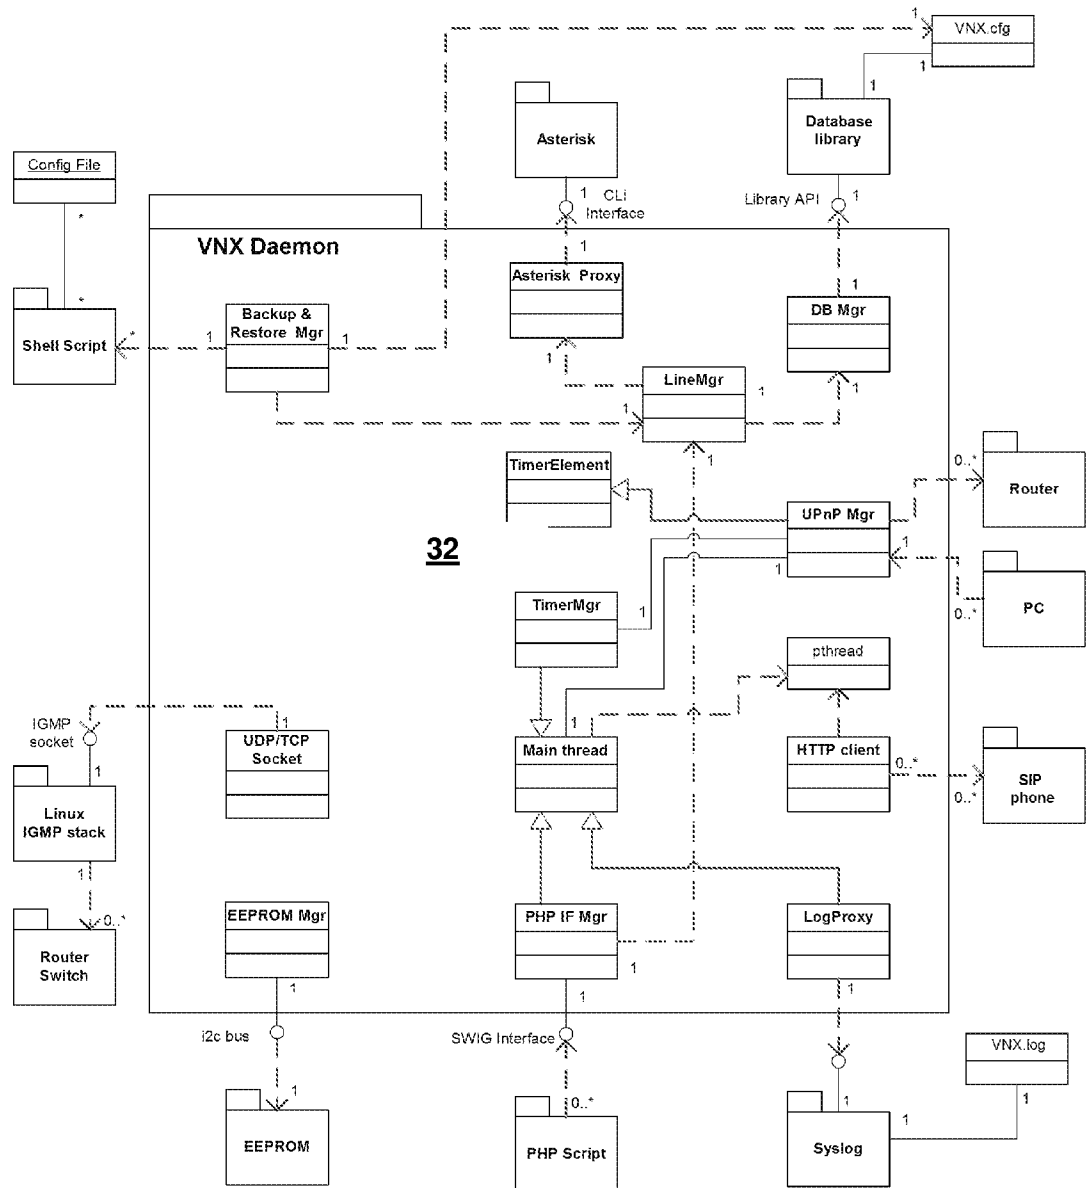 1
VNX.cfg
1
1
Asterisk
Database
library
Config File
*
1
CLI
Interface
Library API
1
VNX Daemon
1
Asterisk Proxy
1
*
Backup &
Restore Mgr
DB Mgr
Shell Script
*
1
1
1
LineMgr
1
1
1
TimerElement
1
0..*
Router
UPnP Mgr
32
1
1
TimerMgr
1
0..*
PC
pthread
IGMP
socket
1
UDP/TCP
Socket
1
Main thread
HTTP client
0..*
0..*
SIP
phone
1
Linux
IGMP stack
1
0..*
Router
Switch
EEPROM Mgr
PHP IF Mgr
LogProxy
1
1
1
1
i2c bus
SWIG Interface
VNX.log
1
0..*
1
1
1
EEPROM
PHP Script
Syslog